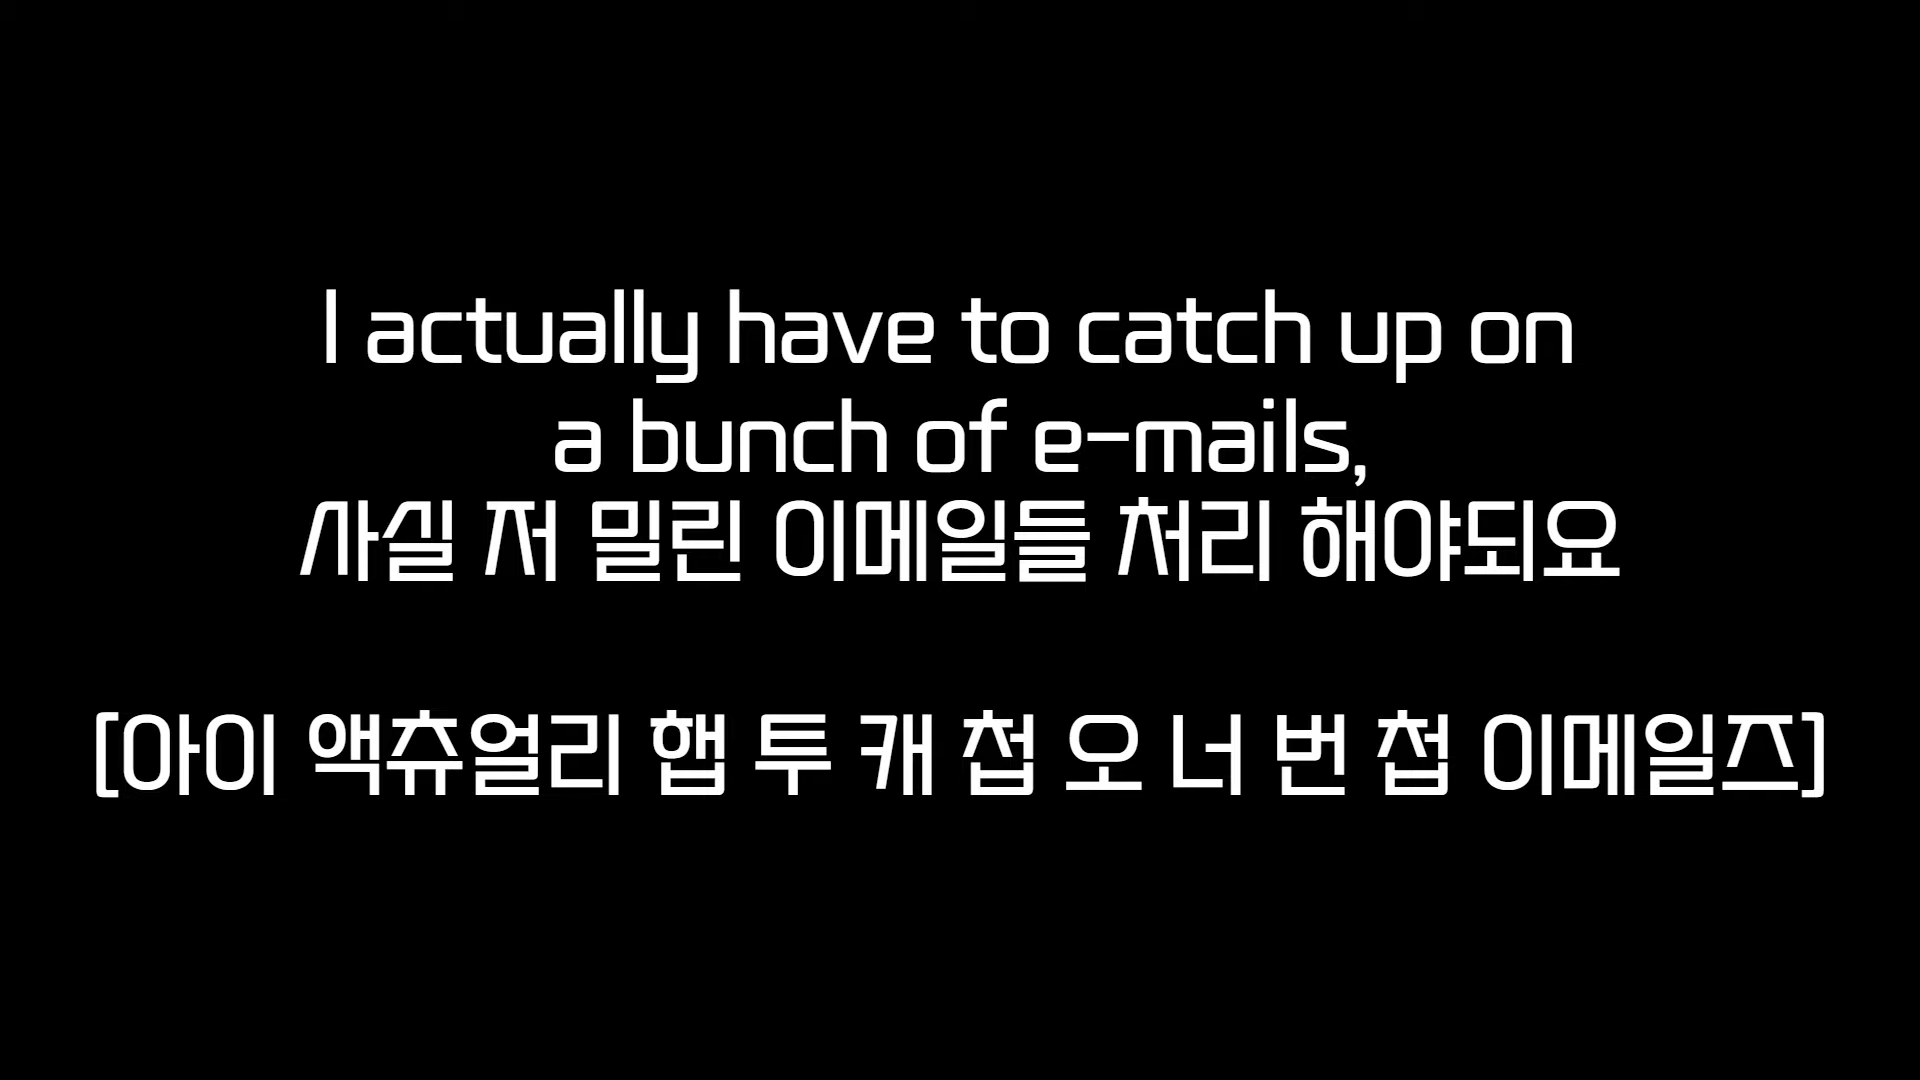 I actually have to catch up on
a bunch of e-mails,
사실 저 밀린 이메일들 처리 해야되요
[아이 액츄얼리 햅 투 캐 첩 오 너 번 첩 이메일즈]